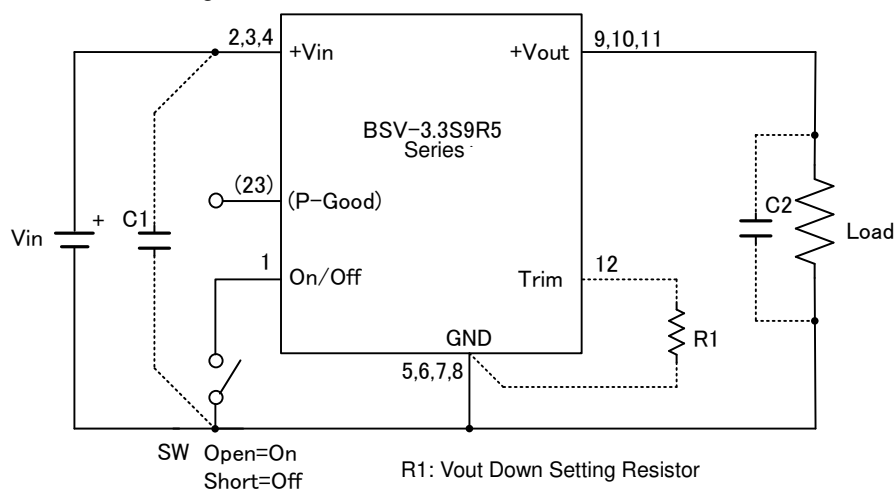 2,3,4
+Vin
+Vout
9,10,11
BSV-3.3S9R5
Series
(23)
(P-Good)
Vin
+
C1
C2
Load
1
On/Off
Trim
12
R1
GND
5,6,7,8
SW Open=On
Short=Off
R1: Vout Down Setting Resistor